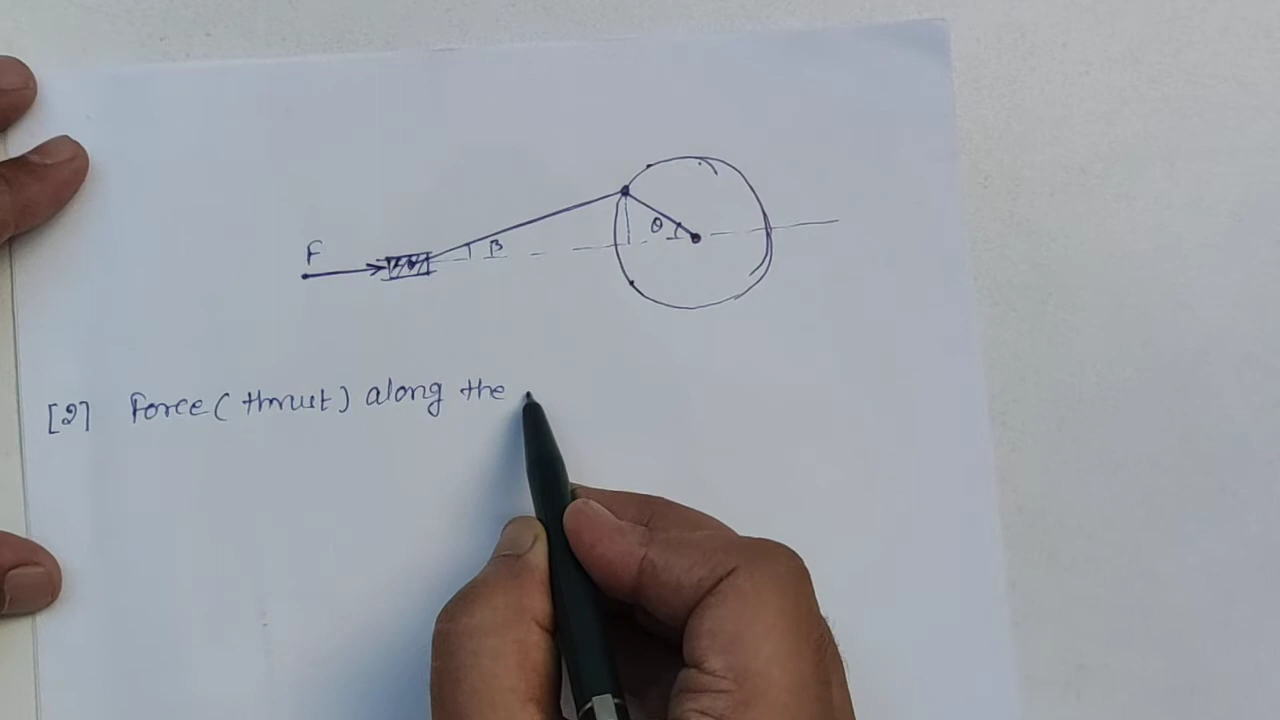 F
β
θ
[2] Force (thrust) along the